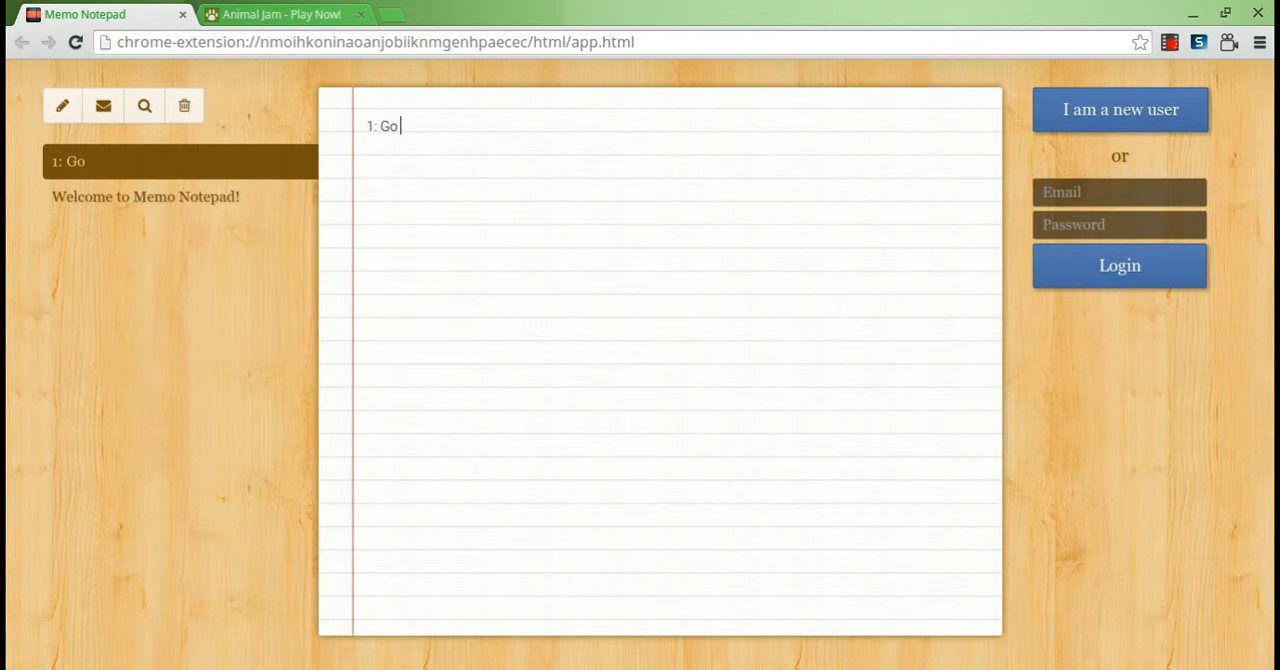 Memo Notepad
Animal Jam - Play Now!
chrome-extension://nmoihkoninaoanjobiiknmgenhpaecec/html/app.html
S
1: Go
Welcome to Memo Notepad!
1: Go
I am a new user
or
Email
Password
Login